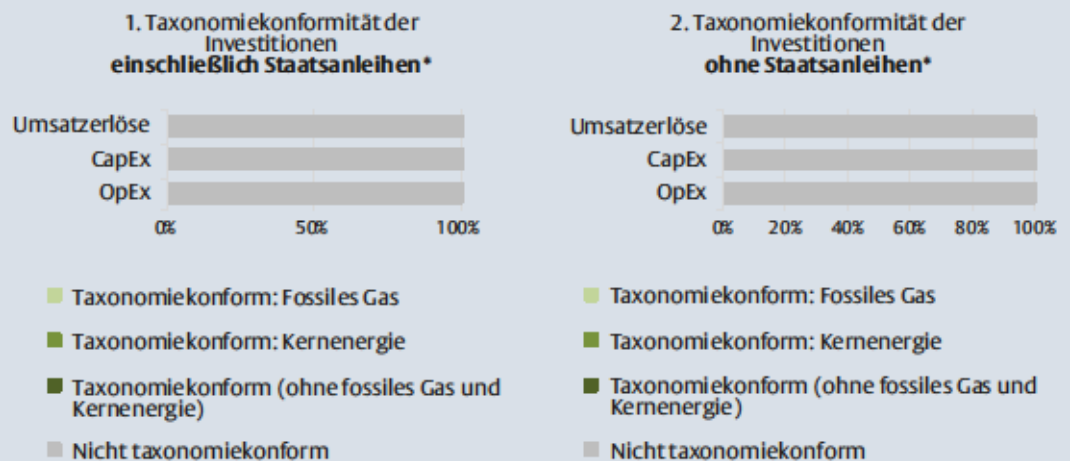 1. Taxonomiekonformität der
Investitionen
einschließlich Staatsanleihen*
Umsatzerlöse
CapEx
OpEx
0% 50% 100%
Taxonomiekonform: Fossiles Gas
Taxonomiekonform: Kernenergie
Taxonomiekonform (ohne fossiles Gas und
Kernenergie)
Nicht taxonomiekonform
2. Taxonomiekonformität der
Investitionen
ohne Staatsanleihen*
Umsatzerlöse
CapEx
OpEx
0% 20% 40% 60% 80% 100%
Taxonomiekonform: Fossiles Gas
Taxonomiekonform: Kernenergie
Taxonomiekonform (ohne fossiles Gas und
Kernenergie)
Nicht taxonomiekonform